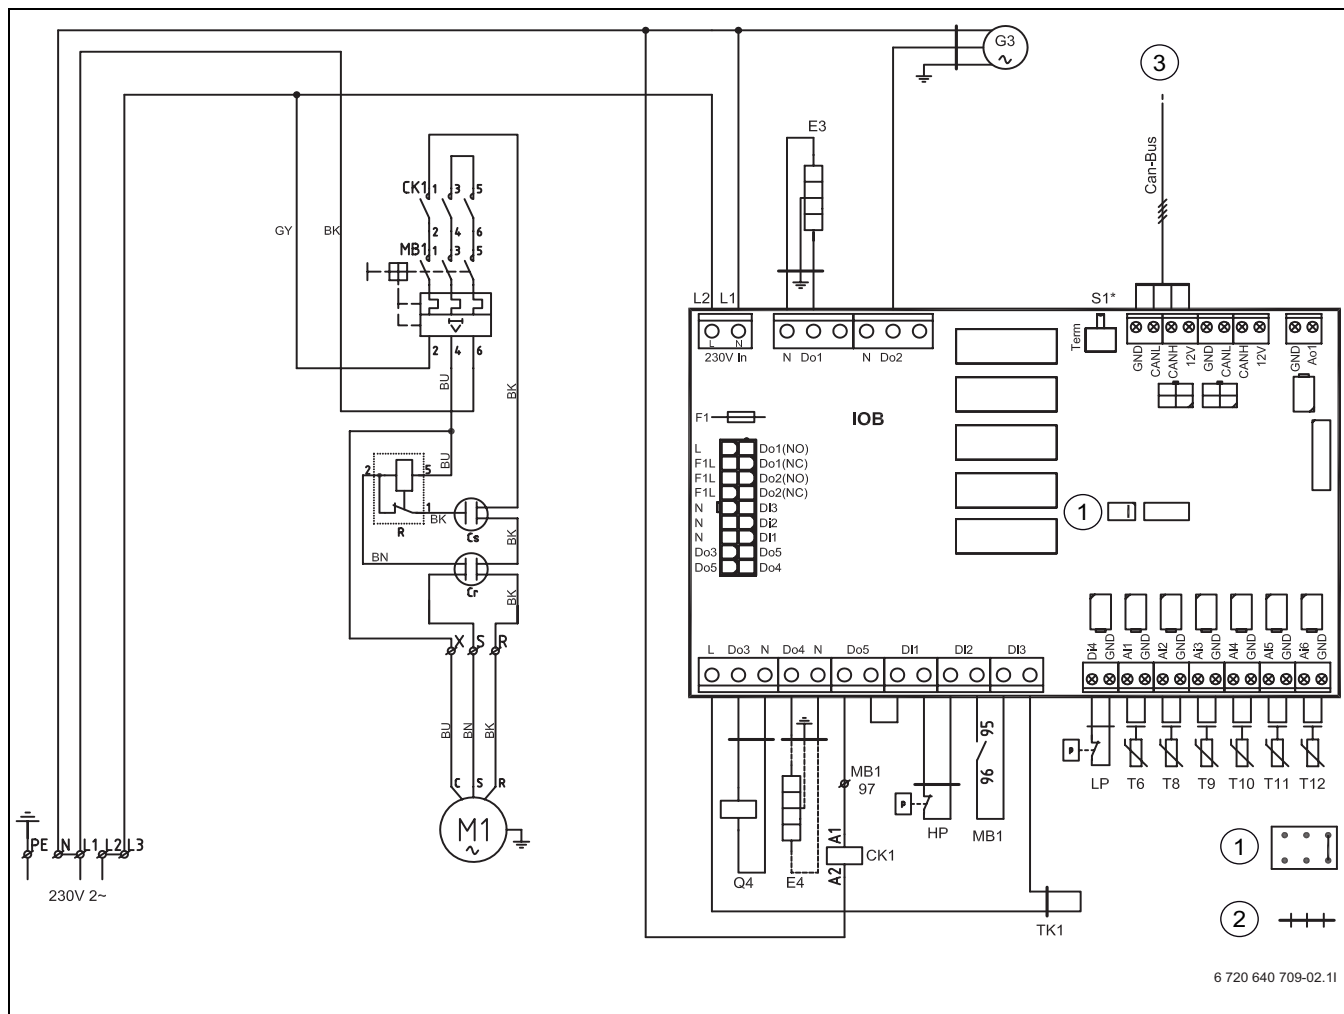 G3
3
E3
Can-Bus
CK1 1 3 5
GY BK 2 4 6
MB1 1 3 5
L2 L1
S1*
L N
230V In
N Do1
N Do2
Term
GND
CANL
CANH
12V
GND
CANL
CANH
12V
GND
Ao1
2 4 6
BU
BK
F1
IOB
L Do1(NO)
F1L Do1(NC)
F1L Do2(NO)
F1L Do2(NC)
N DI3
N DI2
N DI1
Do3 Do5
Do5 Do4
1
2 5
BU
1
BK
R
Cs
BK
BN
Cr
BK
X S R
L Do3 N Do4 N Do5 DI1 DI2 DI3
DI4
GND
AI1
GND
AI2
GND
AI3
GND
AI4
GND
AI5
GND
AI6
GND
BU BN BK
C S R
M1
95
96
MB1
97
P
P
LP T6 T8 T9 T10 T11 T12
A1
CK1
A2
HP
MB1
Q4
E4
PE N L1 L2 L3
230V 2~
1
2
TK1
6 720 640 709-02.1I